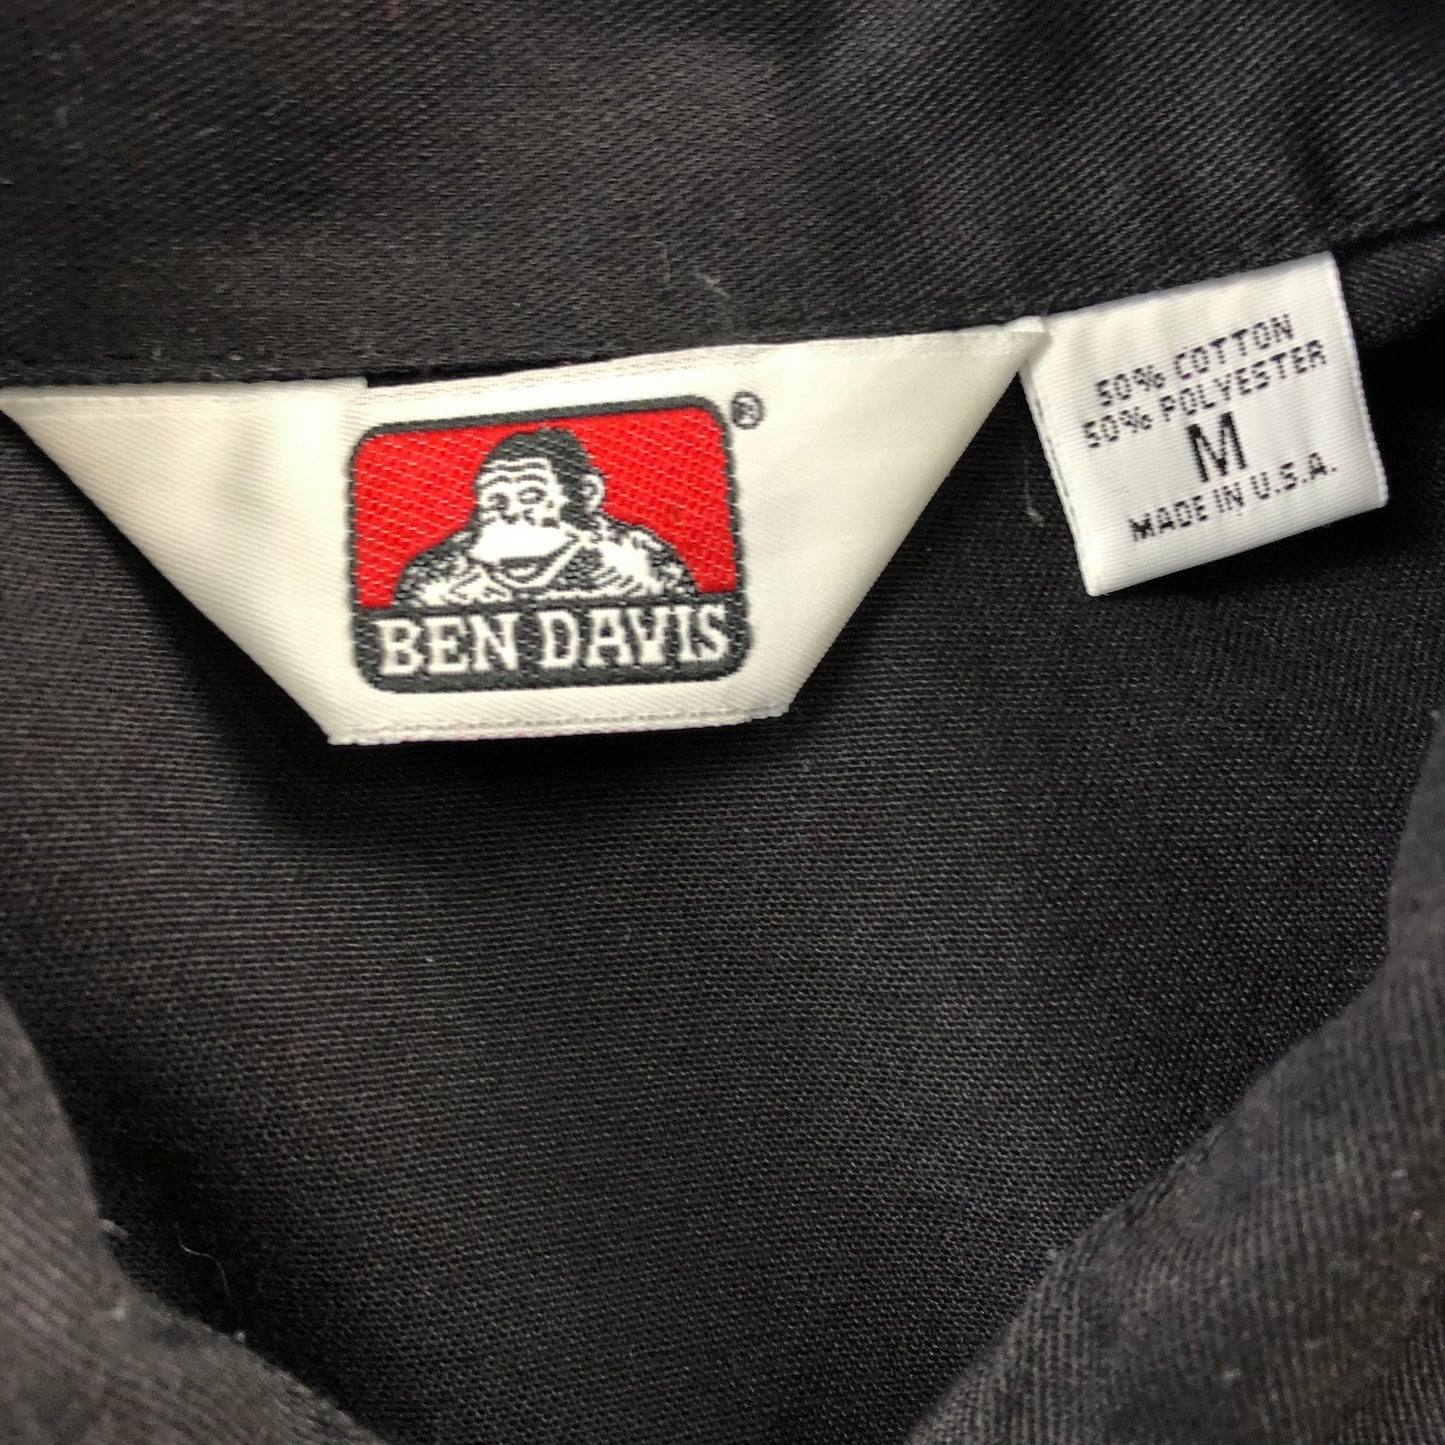 BEN DAVIS
®
50% COTTON
50% POLYESTER
M
MADE IN U.S.A.